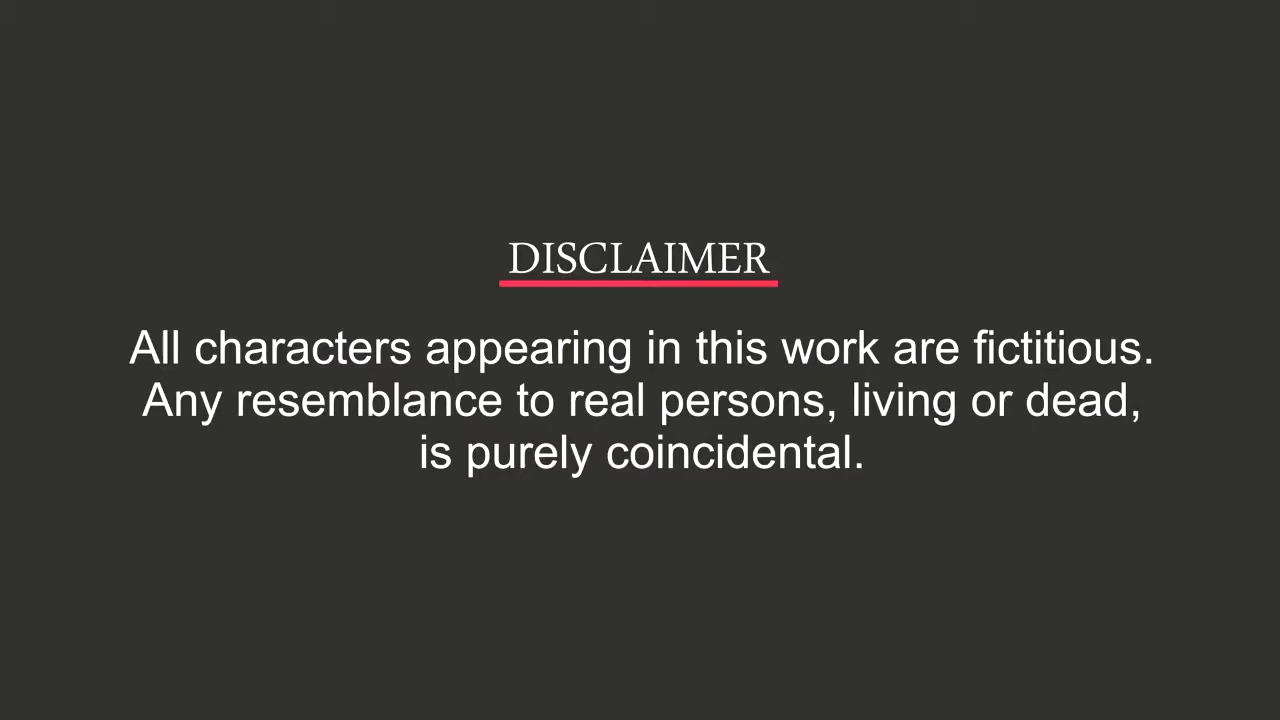 DISCLAIMER
All characters appearing in this work are fictitious.
Any resemblance to real persons, living or dead,
is purely coincidental.